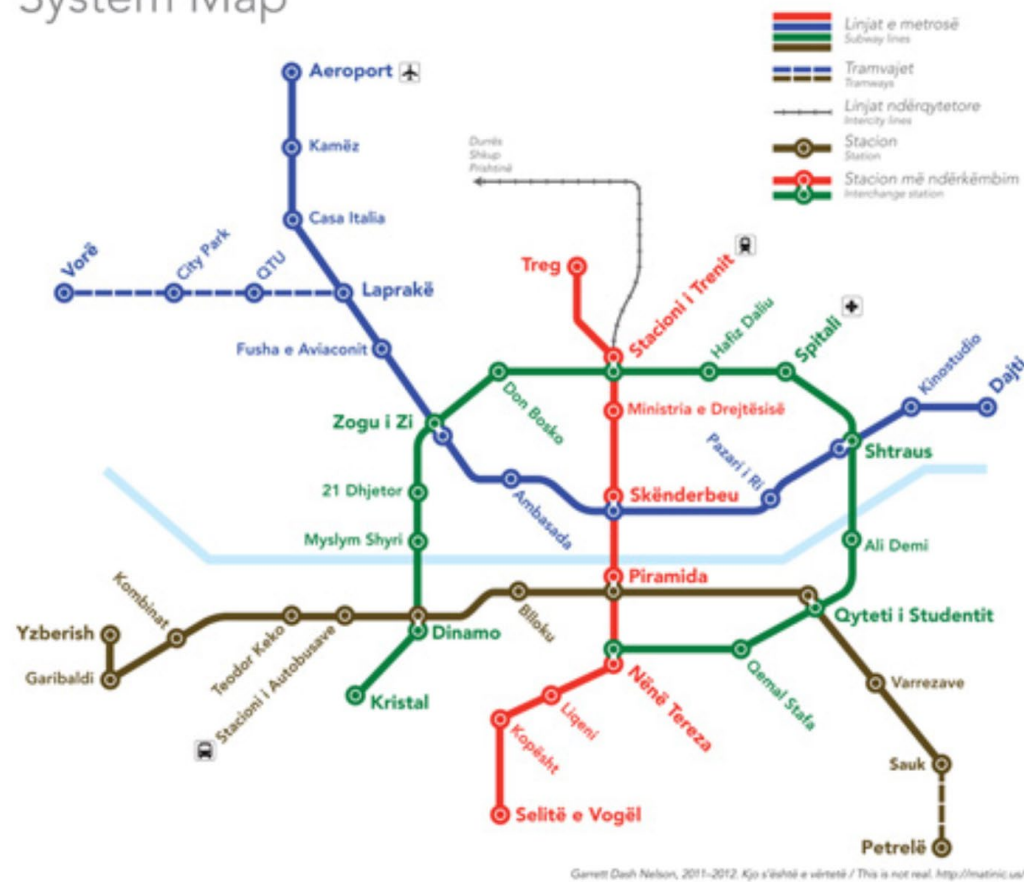 System Map
Linjat e metrosë
Subway lines
Tramvajet
Tramways
Linjat ndërqytetore
Intercity lines
Stacion
Station
Stacion më ndërkëmbim
Interchange station
Aeroport
Kamëz
Casa Italia
Durrës
Shkup
Prishtinë
Vorë
City Park
QTU
Laprakë
Treg
Stacioni i Trenit
Hafiz Daliu
Spitali
Kinostudio
Dajti
Fusha e Aviaconit
Don Bosko
Zogu i Zi
Ministria e Drejtësisë
Pazari i Ri
Shtraus
21 Dhjetor
Ambasada
Skënderbeu
Myslym Shyri
Ali Demi
Kombinat
Piramida
Yzberish
Garibaldi
Teodor Keko
Stacioni i Autobusave
Dinamo
Blloku
Qyteti i Studentit
Kristal
Nënë Tereza
Qemal Stafa
Varrezave
Liqeni
Kopësht
Sauk
Selitë e Vogël
Petrelë
Garrett Dash Nelson, 2011–2012. Kjo s'është e vërtetë / This is not real. http://matinic.us/